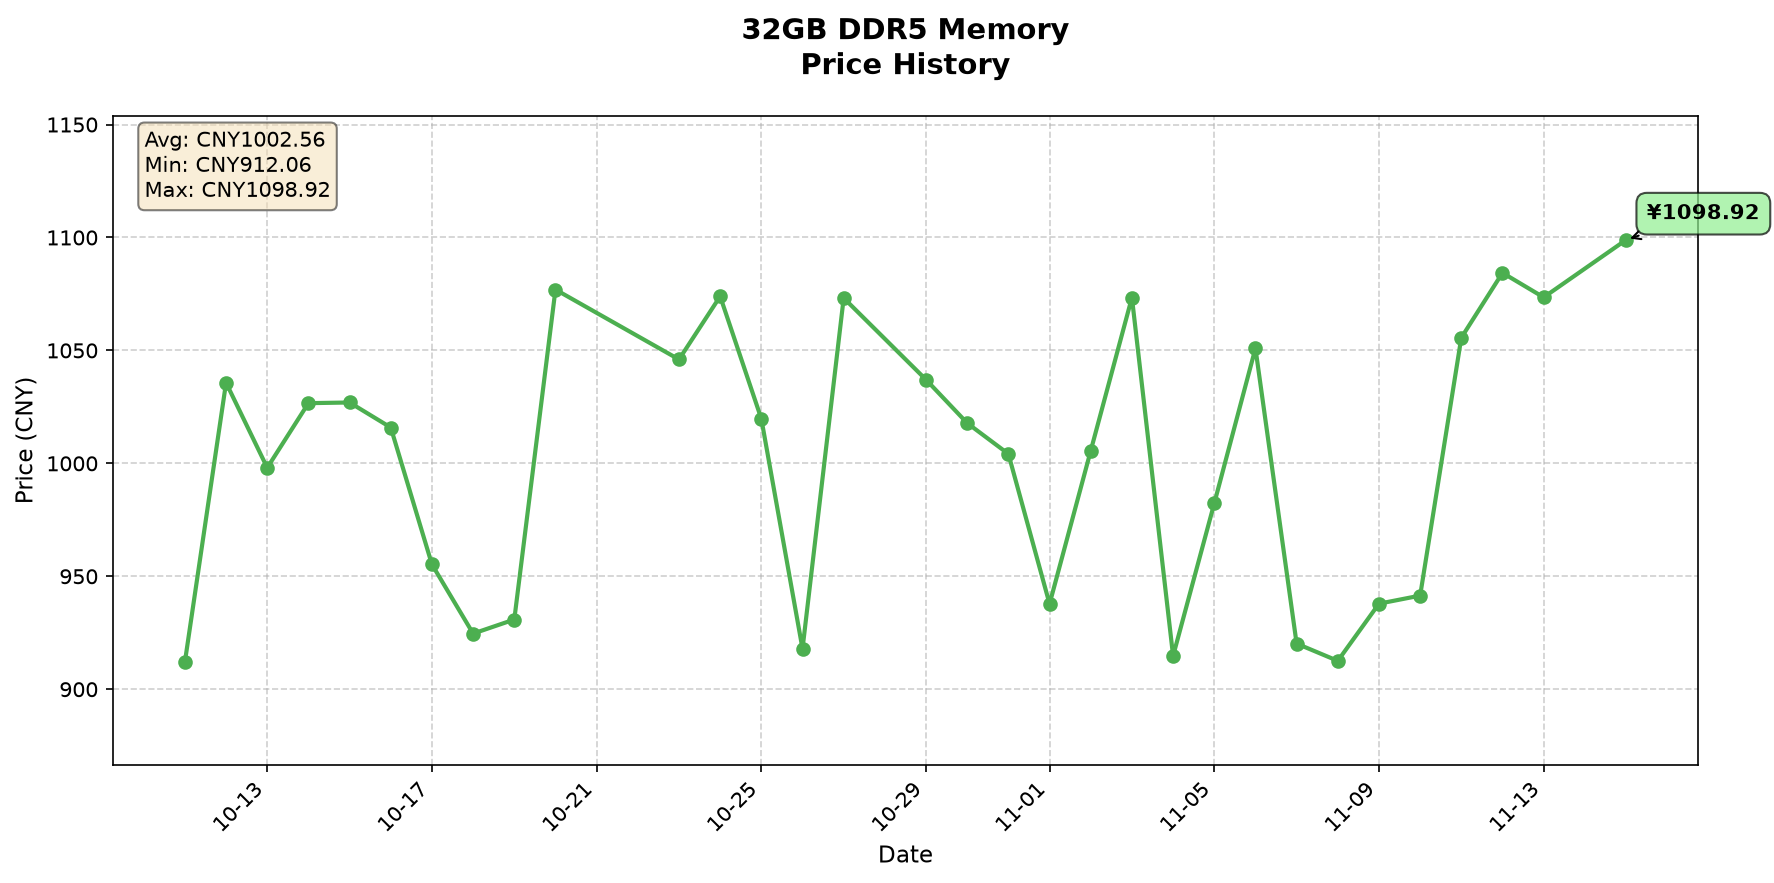 32GB DDR5 Memory
Price History
Avg: CNY1002.56
Min: CNY912.06
Max: CNY1098.92
¥1098.92
Price (CNY)
1150
1100
1050
1000
950
900
10-13
10-17
10-21
10-25
10-29
11-01
11-05
11-09
11-13
Date